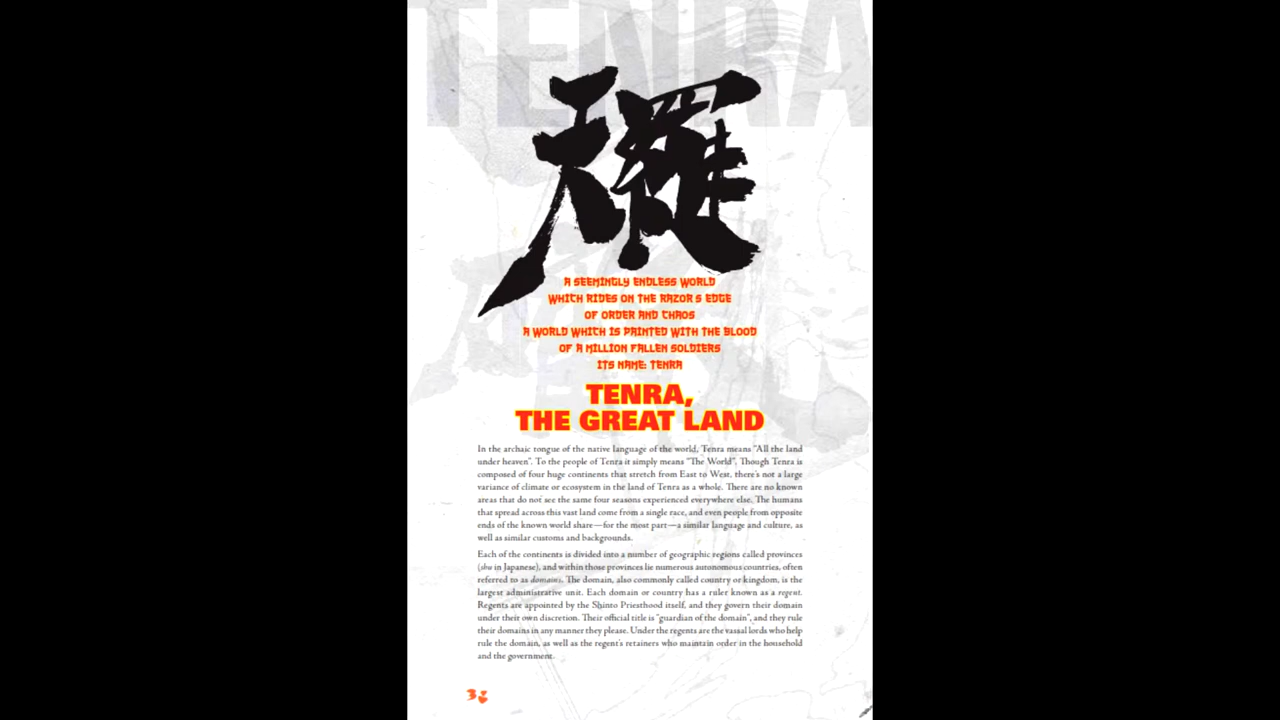 TENRA
天羅
A SEEMINGLY ENDLESS WORLD
WHICH RIDES ON THE RAZOR S EDGE
OF ORDER AND CHAOS
A WORLD WHICH IS PAINTED WITH THE BLOOD
OF A MILLION FALLEN SOLDIERS
ITS NAME: TENRA
TENRA,
THE GREAT LAND
In the archaic tongue of the native language of the world, Tenra means "All the land
under heaven". To the people of Tenra it simply means "The World". Though Tenra is
composed of four huge continents that stretch from East to West, there's not a large
variance of climate or ecosystem in the land of Tenra as a whole. There are no known
areas that do not see the same four seasons experienced everywhere else. The humans
that spread across this vast land come from a single race, and even people from opposite
ends of the known world share—for the most part—a similar language and culture, as
well as similar customs and backgrounds.
Each of the continents is divided into a number of geographic regions called provinces
(shu in Japanese), and within those provinces lie numerous autonomous countries, often
referred to as domains. The domain, also commonly called country or kingdom, is the
largest administrative unit. Each domain or country has a ruler known as a regent.
Regents are appointed by the Shinto Priesthood itself, and they govern their domain
under their own discretion. Their official title is "guardian of the domain", and they rule
their domains in any manner they please. Under the regents are the vassal lords who help
rule the domain, as well as the regent's retainers who maintain order in the household
and the government.